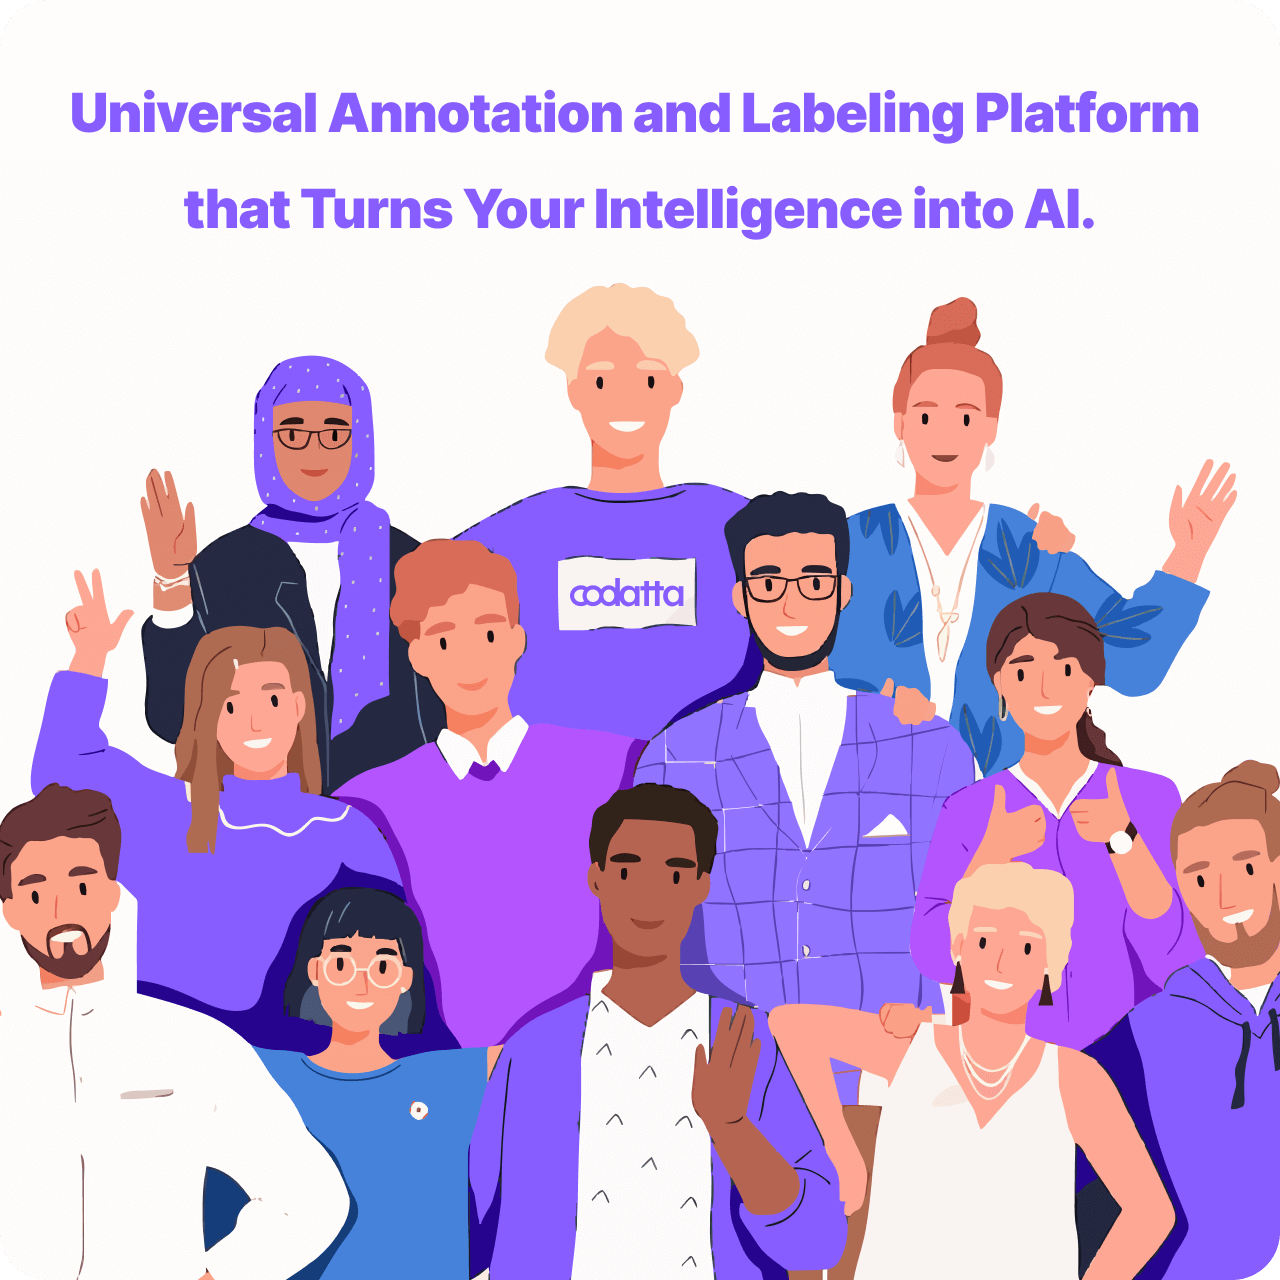 Universal Annotation and Labeling Platform
that Turns Your Intelligence into AI.
codatta